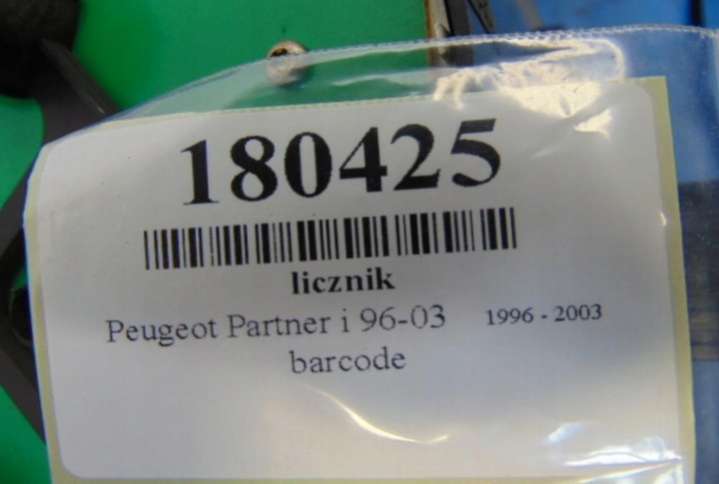 180425
licznik
Peugeot Partner i 96-03 1996 - 2003
barcode